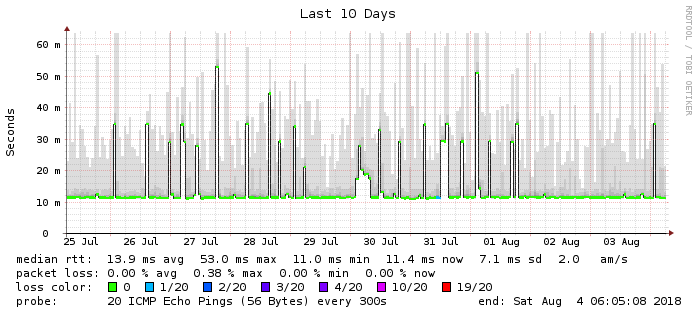 Last 10 Days
RRDTOOL / TOBI OETIKER
Seconds
60 m
50 m
40 m
30 m
20 m
10 m
0
25 Jul 26 Jul 27 Jul 28 Jul 29 Jul 30 Jul 31 Jul 01 Aug 02 Aug 03 Aug
median rtt: 13.9 ms avg 53.0 ms max 11.0 ms min 11.4 ms now 7.1 ms sd 2.0 am/s
packet loss: 0.00 % avg 0.38 % max 0.00 % min 0.00 % now
loss color: 0 1/20 2/20 3/20 4/20 10/20 19/20
probe: 20 ICMP Echo Pings (56 Bytes) every 300s end: Sat Aug 4 06:05:08 2018